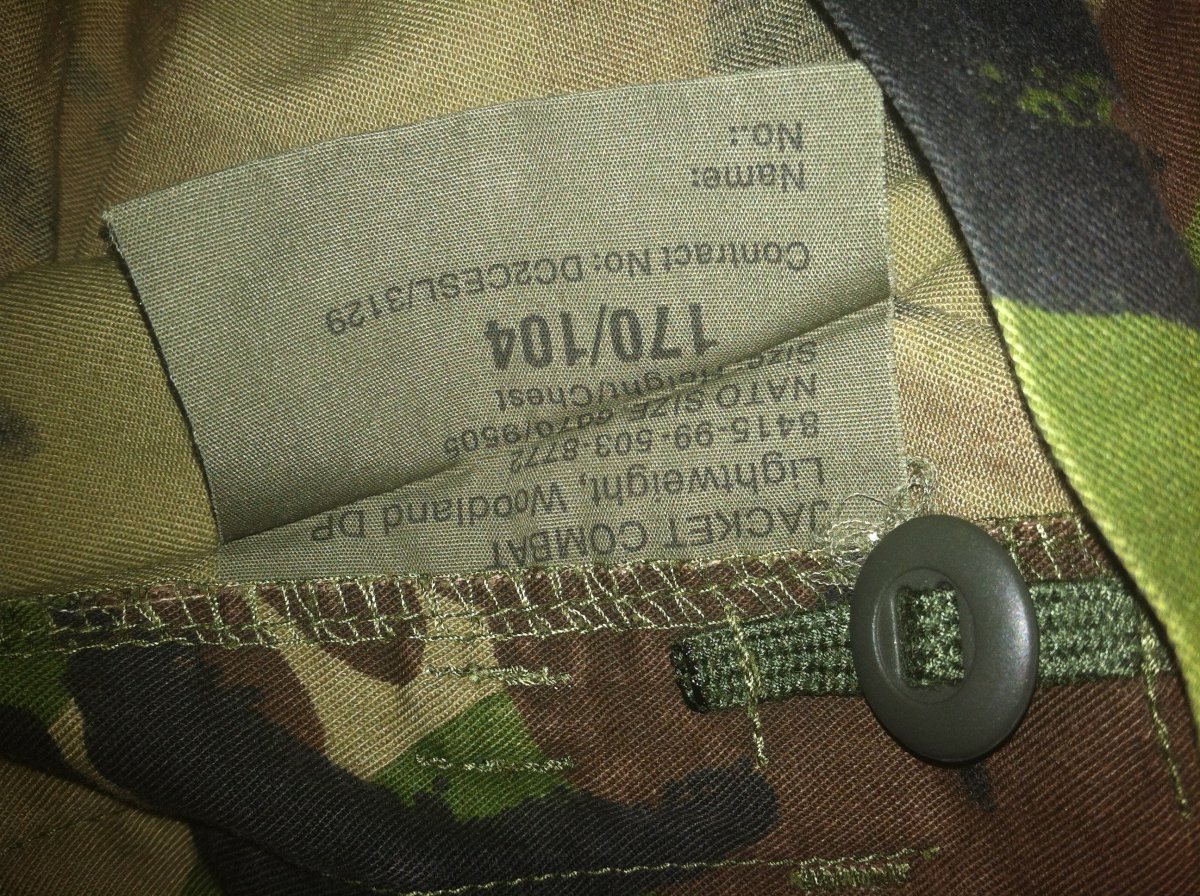 JACKET COMBAT
Lightweight, Woodland DP
8415-99-503-8772
NATO SIZE 6070/9505
Size: Height/Chest
170/104
Contract No: DC2CESL/3129
Name:
No.: